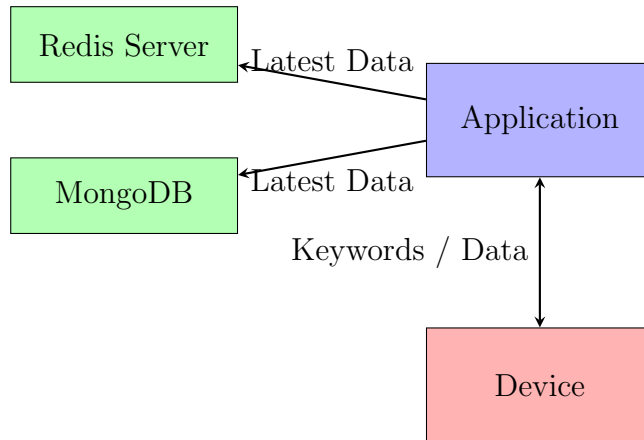 Redis Server
Latest Data
Application
MongoDB
Latest Data
Keywords / Data
Device